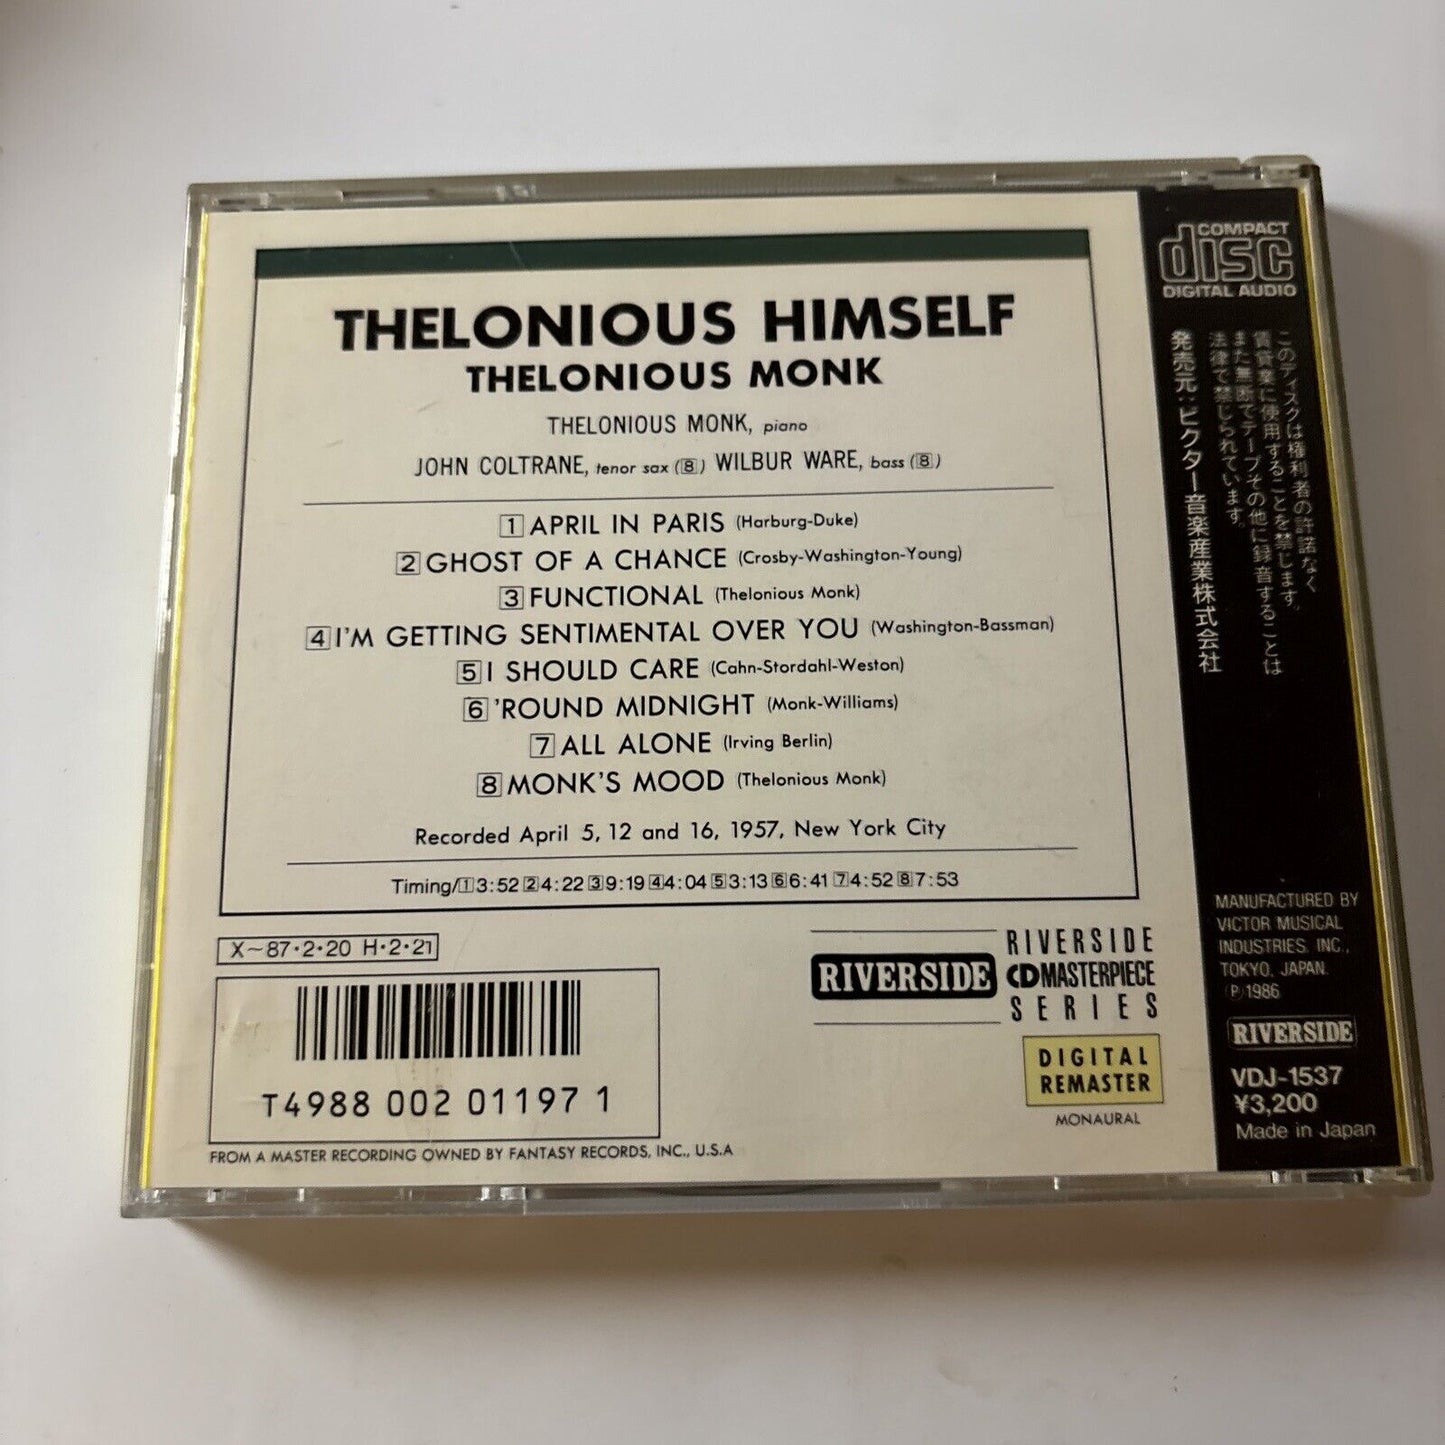 THELONIOUS HIMSELF
THELONIOUS MONK
THELONIOUS MONK, piano
JOHN COLTRANE, tenor sax (8) WILBUR WARE, bass (8)
1 APRIL IN PARIS (Harburg-Duke)
2 GHOST OF A CHANCE (Crosby-Washington-Young)
3 FUNCTIONAL (Thelonious Monk)
4 I'M GETTING SENTIMENTAL OVER YOU (Washington-Bassman)
5 I SHOULD CARE (Cahn-Stordahl-Weston)
6 'ROUND MIDNIGHT (Monk-Williams)
7 ALL ALONE (Irving Berlin)
8 MONK'S MOOD (Thelonious Monk)
Recorded April 5, 12 and 16, 1957, New York City
Timing/1 3:52 2 4:22 3 9:19 4 4:04 5 3:13 6 6:41 7 4:52 8 7:53
X~87・2・20 H・2・21
T4988 002 01197 1
FROM A MASTER RECORDING OWNED BY FANTASY RECORDS, INC., U.S.A
RIVERSIDE
RIVERSIDE
CD MASTERPIECE
SERIES
DIGITAL
REMASTER
MONAURAL
COMPACT
disc
DIGITAL AUDIO
このディスクは権利者の許諾なく
賃貸業に使用することを禁じます。
また無断でテープその他に録音することは
法律で禁じられています。
発売元:ビクター音楽産業株式会社
MANUFACTURED BY
VICTOR MUSICAL
INDUSTRIES, INC.,
TOKYO, JAPAN.
Ⓟ1986
RIVERSIDE
VDJ-1537
¥3,200
Made in Japan